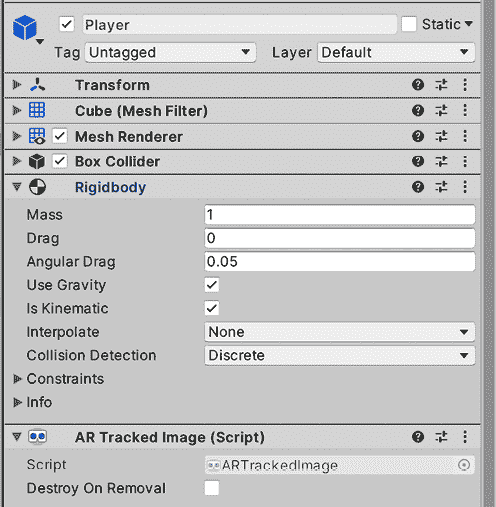 Player Static
Tag Untagged Layer Default
Transform
Cube (Mesh Filter)
Mesh Renderer
Box Collider
Rigidbody
Mass 1
Drag 0
Angular Drag 0.05
Use Gravity
Is Kinematic
Interpolate None
Collision Detection Discrete
Constraints
Info
AR Tracked Image (Script)
Script ARTrackedImage
Destroy On Removal